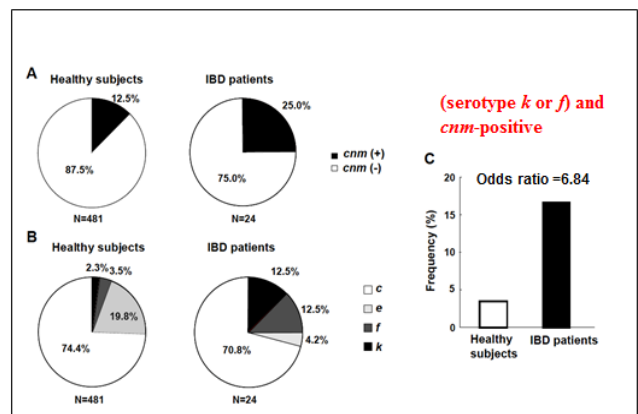 A
Healthy subjects
12.5%
87.5%
N=481
IBD patients
25.0%
75.0%
N=24
cnm (+)
cnm (-)
B
Healthy subjects
2.3%
3.5%
19.8%
74.4%
N=481
IBD patients
12.5%
12.5%
4.2%
70.8%
N=24
c
e
f
k
(serotype k or f) and
cnm-positive
C
Odds ratio =6.84
Frequency (%)
20
15
10
5
0
Healthy
subjects
IBD patients